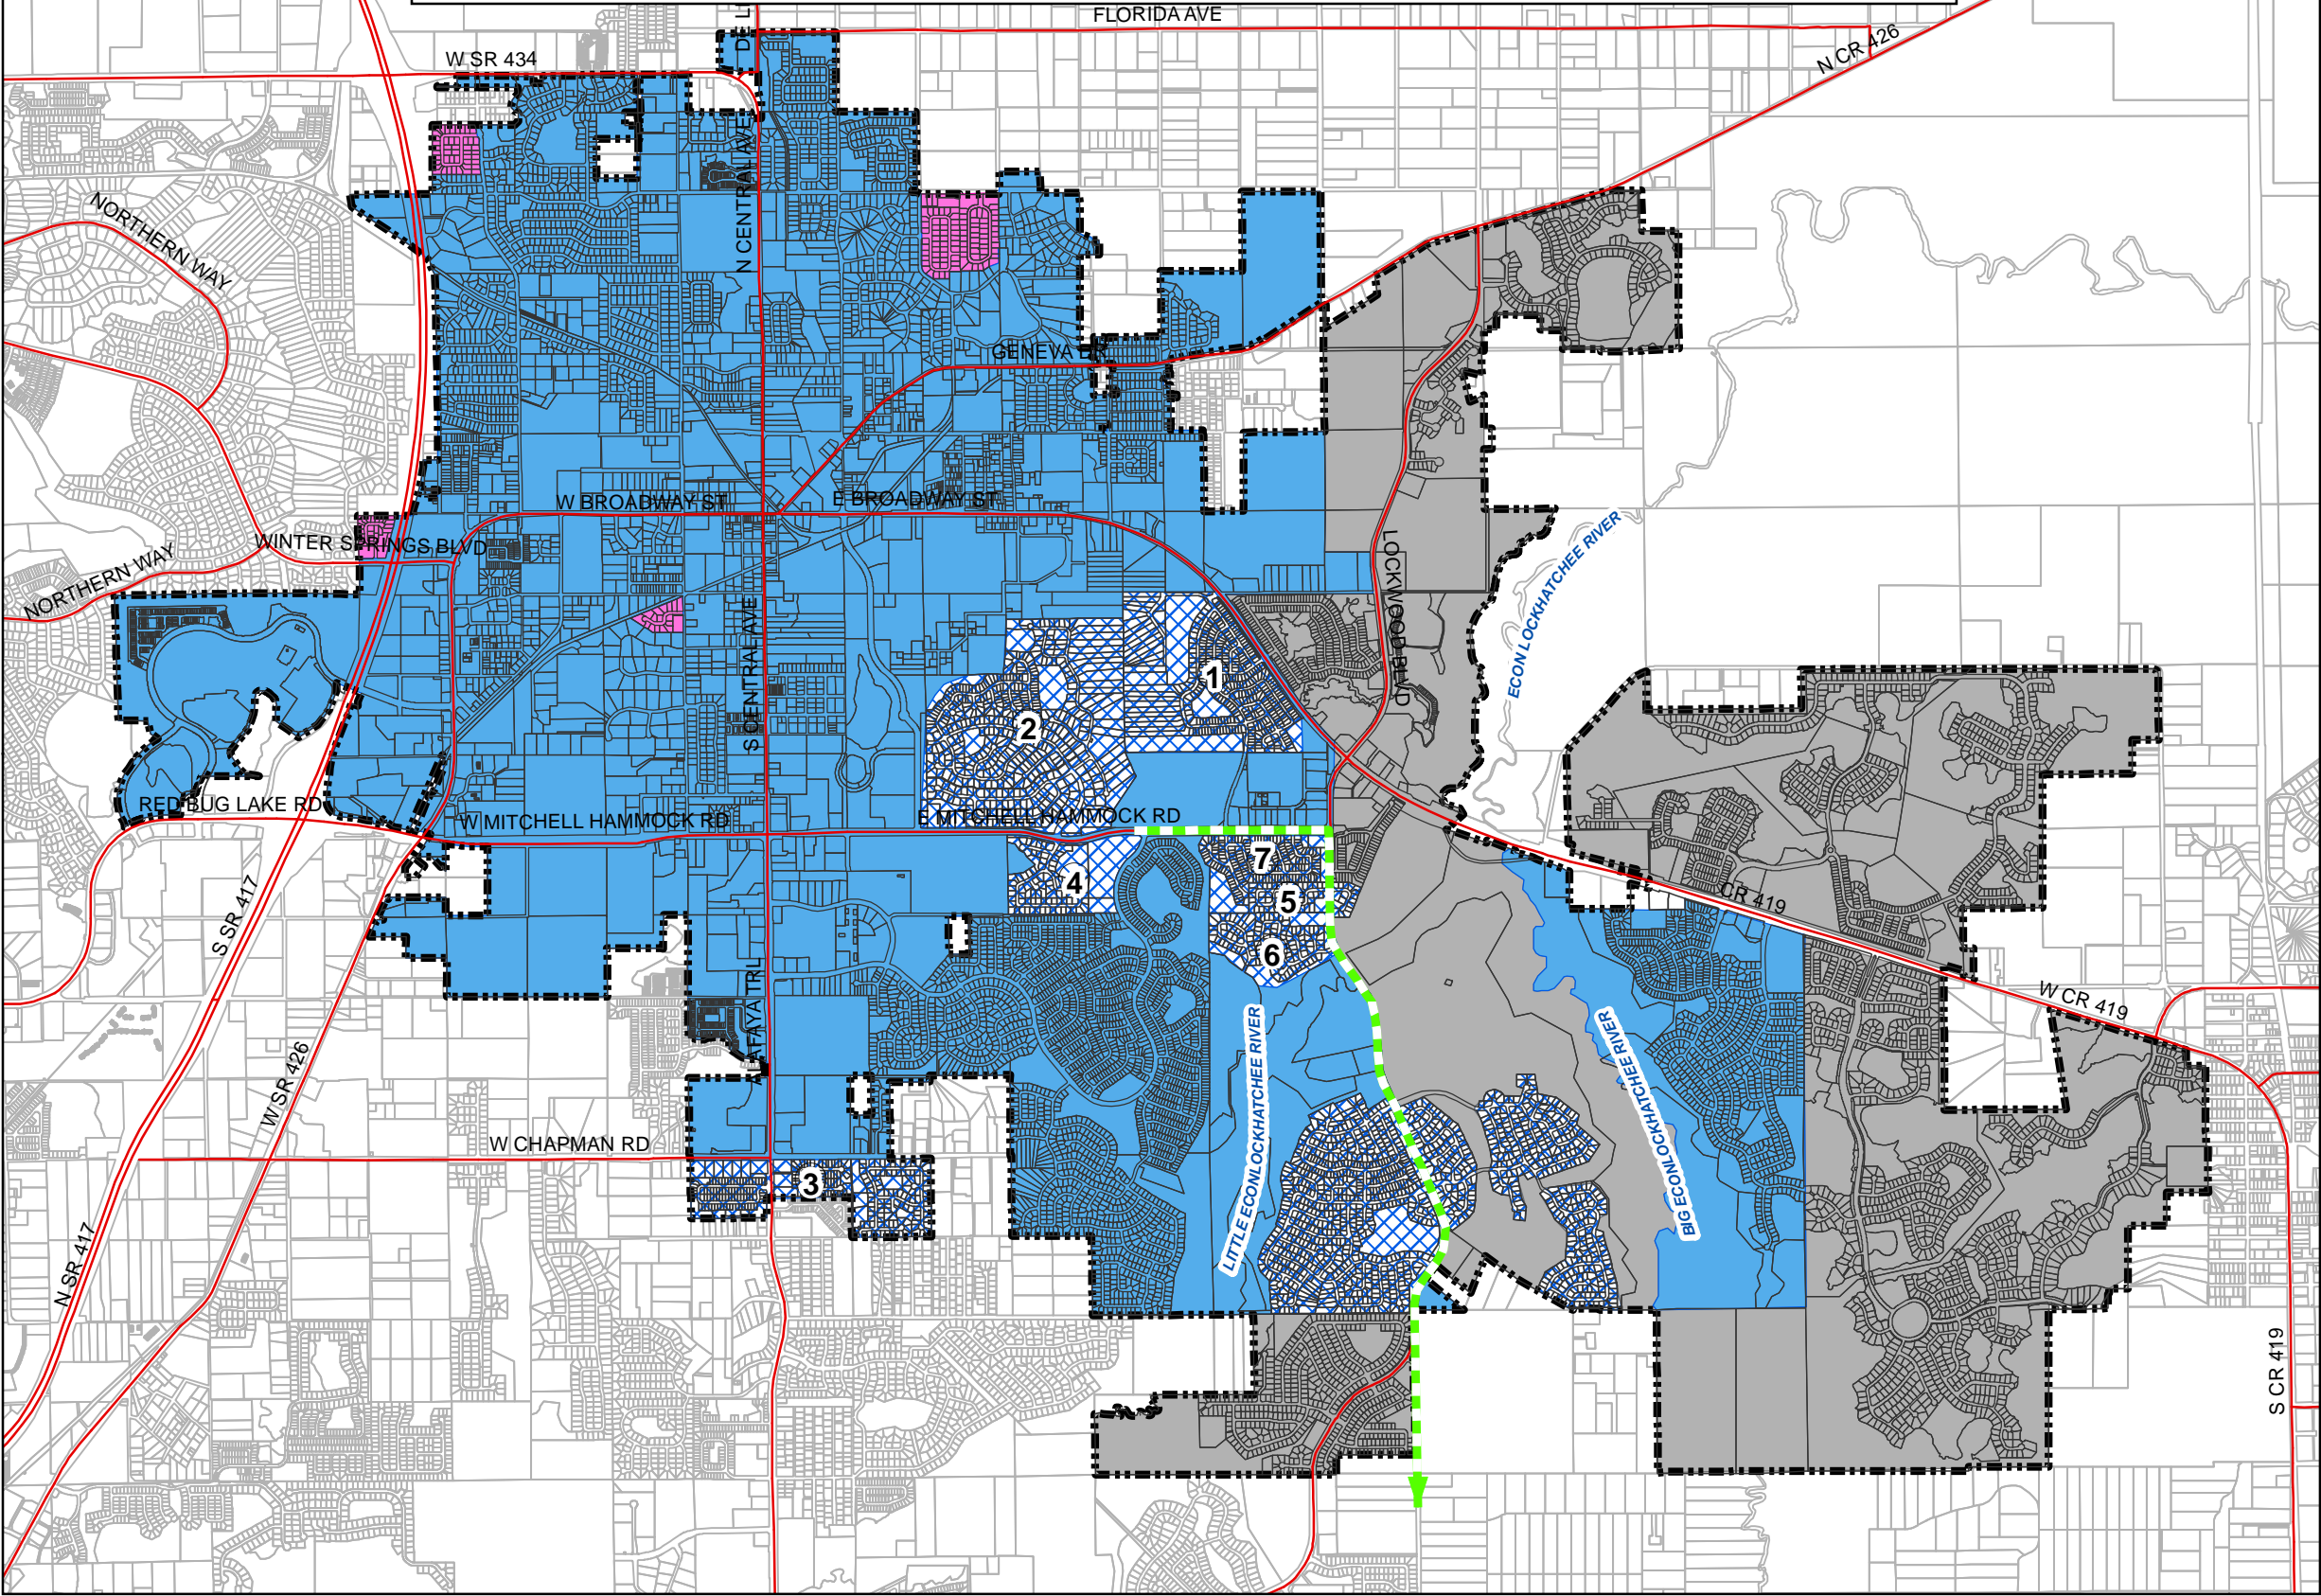 FLORIDA AVE
N CR 426
W SR 434
DE L
N CENTRAL AVE
NORTHERN WAY
GENEVA DR
W BROADWAY ST
E BROADWAY ST
WINTER SPRINGS BLVD
NORTHERN WAY
LOCKWOOD BLVD
ECON LOCKHATCHEE RIVER
S CENTRAL AVE
1
2
RED BUG LAKE RD
W MITCHELL HAMMOCK RD
E MITCHELL HAMMOCK RD
7
4
5
6
CR 419
S SR 417
ALAFAYA TRL
W CR 419
LITTLE ECONLOCKHATCHEE RIVER
BIG ECONLOCKHATCHEE RIVER
W SR 426
W CHAPMAN RD
3
N SR 417
S CR 419